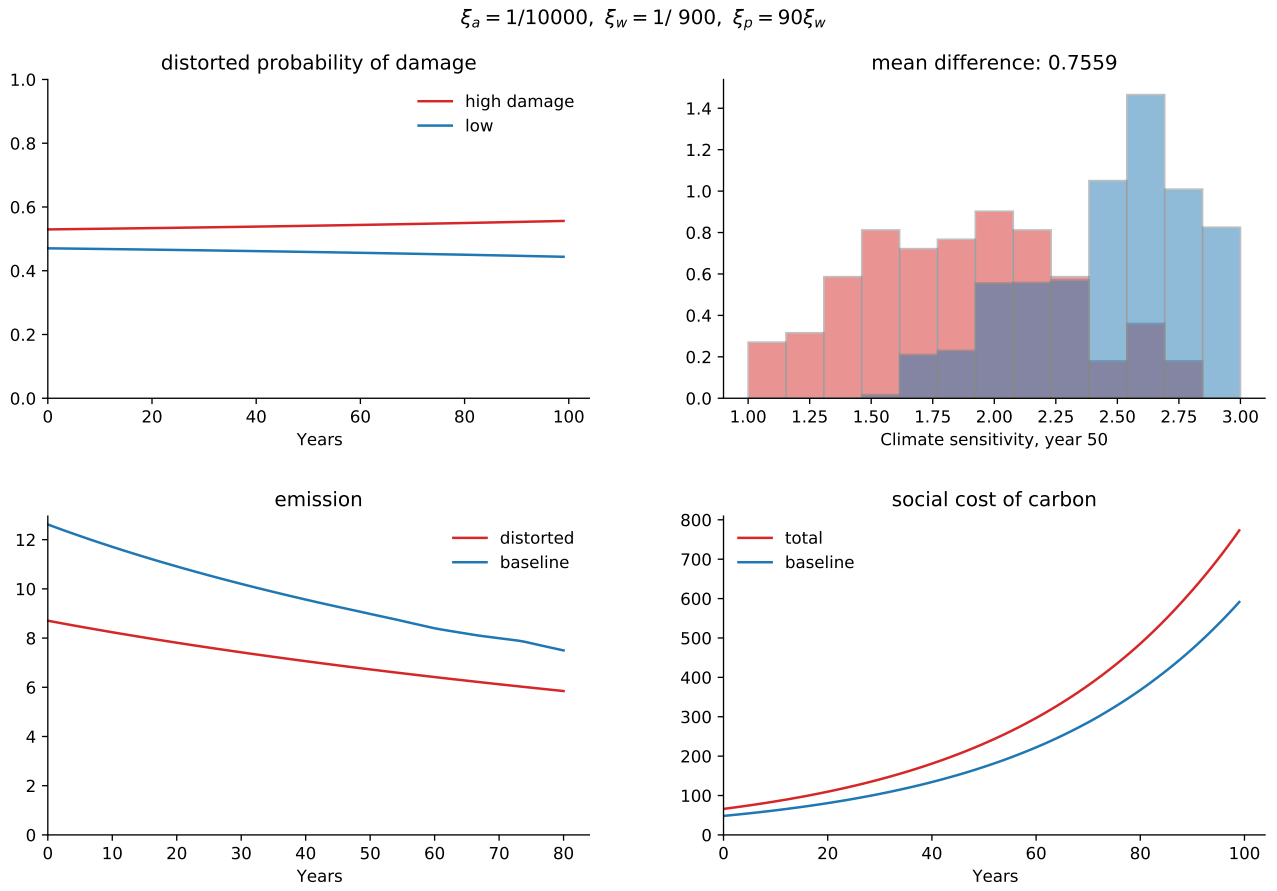 ξₐ = 1/10000, ξ_w = 1/ 900, ξₚ = 90ξ_w
distorted probability of damage
1.0
0.8
0.6
0.4
0.2
0.0
high damage
low
0 20 40 60 80 100
Years
mean difference: 0.7559
1.4
1.2
1.0
0.8
0.6
0.4
0.2
0.0
1.00 1.25 1.50 1.75 2.00 2.25 2.50 2.75 3.00
Climate sensitivity, year 50
emission
12
10
8
6
4
2
0
distorted
baseline
0 10 20 30 40 50 60 70 80
Years
social cost of carbon
800
700
600
500
400
300
200
100
0
total
baseline
0 20 40 60 80 100
Years